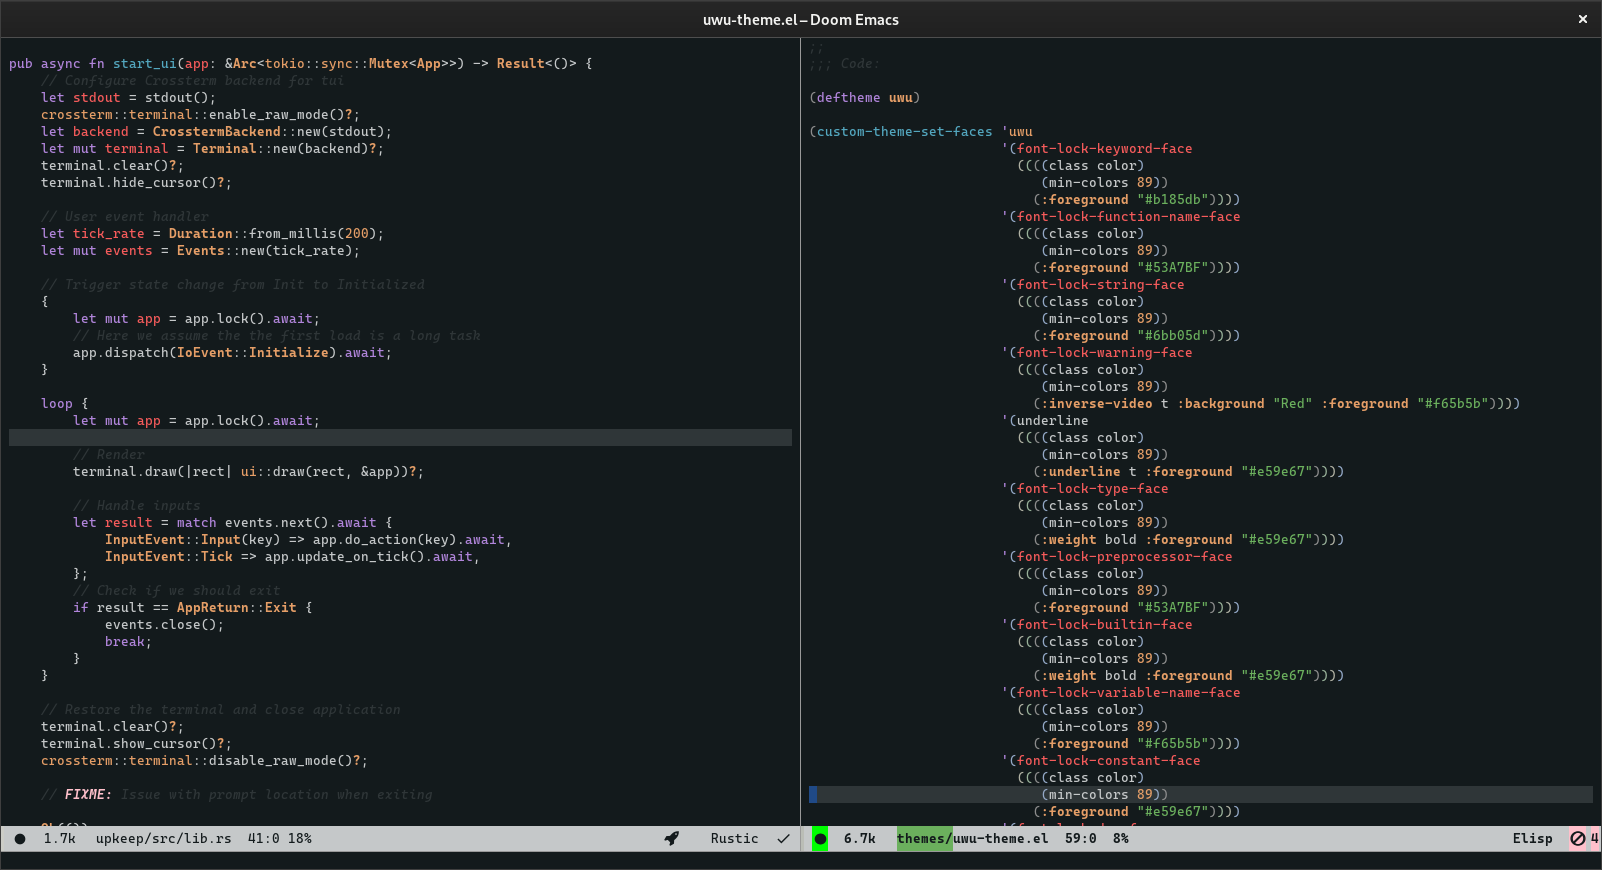 uwu-theme.el – Doom Emacs
pub async fn start_ui(app: &Arc<tokio::sync::Mutex<App>>) -> Result<()> {
    // Configure Crossterm backend for tui
    let stdout = stdout();
    crossterm::terminal::enable_raw_mode()?;
    let backend = CrosstermBackend::new(stdout);
    let mut terminal = Terminal::new(backend)?;
    terminal.clear()?;
    terminal.hide_cursor()?;
    // User event handler
    let tick_rate = Duration::from_millis(200);
    let mut events = Events::new(tick_rate);
    // Trigger state change from Init to Initialized
    {
        let mut app = app.lock().await;
        // Here we assume the the first load is a long task
        app.dispatch(IoEvent::Initialize).await;
    }
    loop {
        let mut app = app.lock().await;
        // Render
        terminal.draw(|rect| ui::draw(rect, &app))?;
        // Handle inputs
        let result = match events.next().await {
            InputEvent::Input(key) => app.do_action(key).await,
            InputEvent::Tick => app.update_on_tick().await,
        };
        // Check if we should exit
        if result == AppReturn::Exit {
            events.close();
            break;
        }
    }
    // Restore the terminal and close application
    terminal.clear()?;
    terminal.show_cursor()?;
    crossterm::terminal::disable_raw_mode()?;
    // FIXME: Issue with prompt location when exiting
● 1.7k upkeep/src/lib.rs 41:0 18% Rustic ✓
;;
;;; Code:
(deftheme uwu)
(custom-theme-set-faces 'uwu
'(font-lock-keyword-face
((((class color)
(min-colors 89))
(:foreground "#b185db"))))
'(font-lock-function-name-face
((((class color)
(min-colors 89))
(:foreground "#53A7BF"))))
'(font-lock-string-face
((((class color)
(min-colors 89))
(:foreground "#6bb05d"))))
'(font-lock-warning-face
((((class color)
(min-colors 89))
(:inverse-video t :background "Red" :foreground "#f65b5b"))))
'(underline
((((class color)
(min-colors 89))
(:underline t :foreground "#e59e67"))))
'(font-lock-type-face
((((class color)
(min-colors 89))
(:weight bold :foreground "#e59e67"))))
'(font-lock-preprocessor-face
((((class color)
(min-colors 89))
(:foreground "#53A7BF"))))
'(font-lock-builtin-face
((((class color)
(min-colors 89))
(:weight bold :foreground "#e59e67"))))
'(font-lock-variable-name-face
((((class color)
(min-colors 89))
(:foreground "#f65b5b"))))
'(font-lock-constant-face
((((class color)
(min-colors 89))
(:foreground "#e59e67"))))
● 6.7k themes/uwu-theme.el 59:0 8% Elisp 4